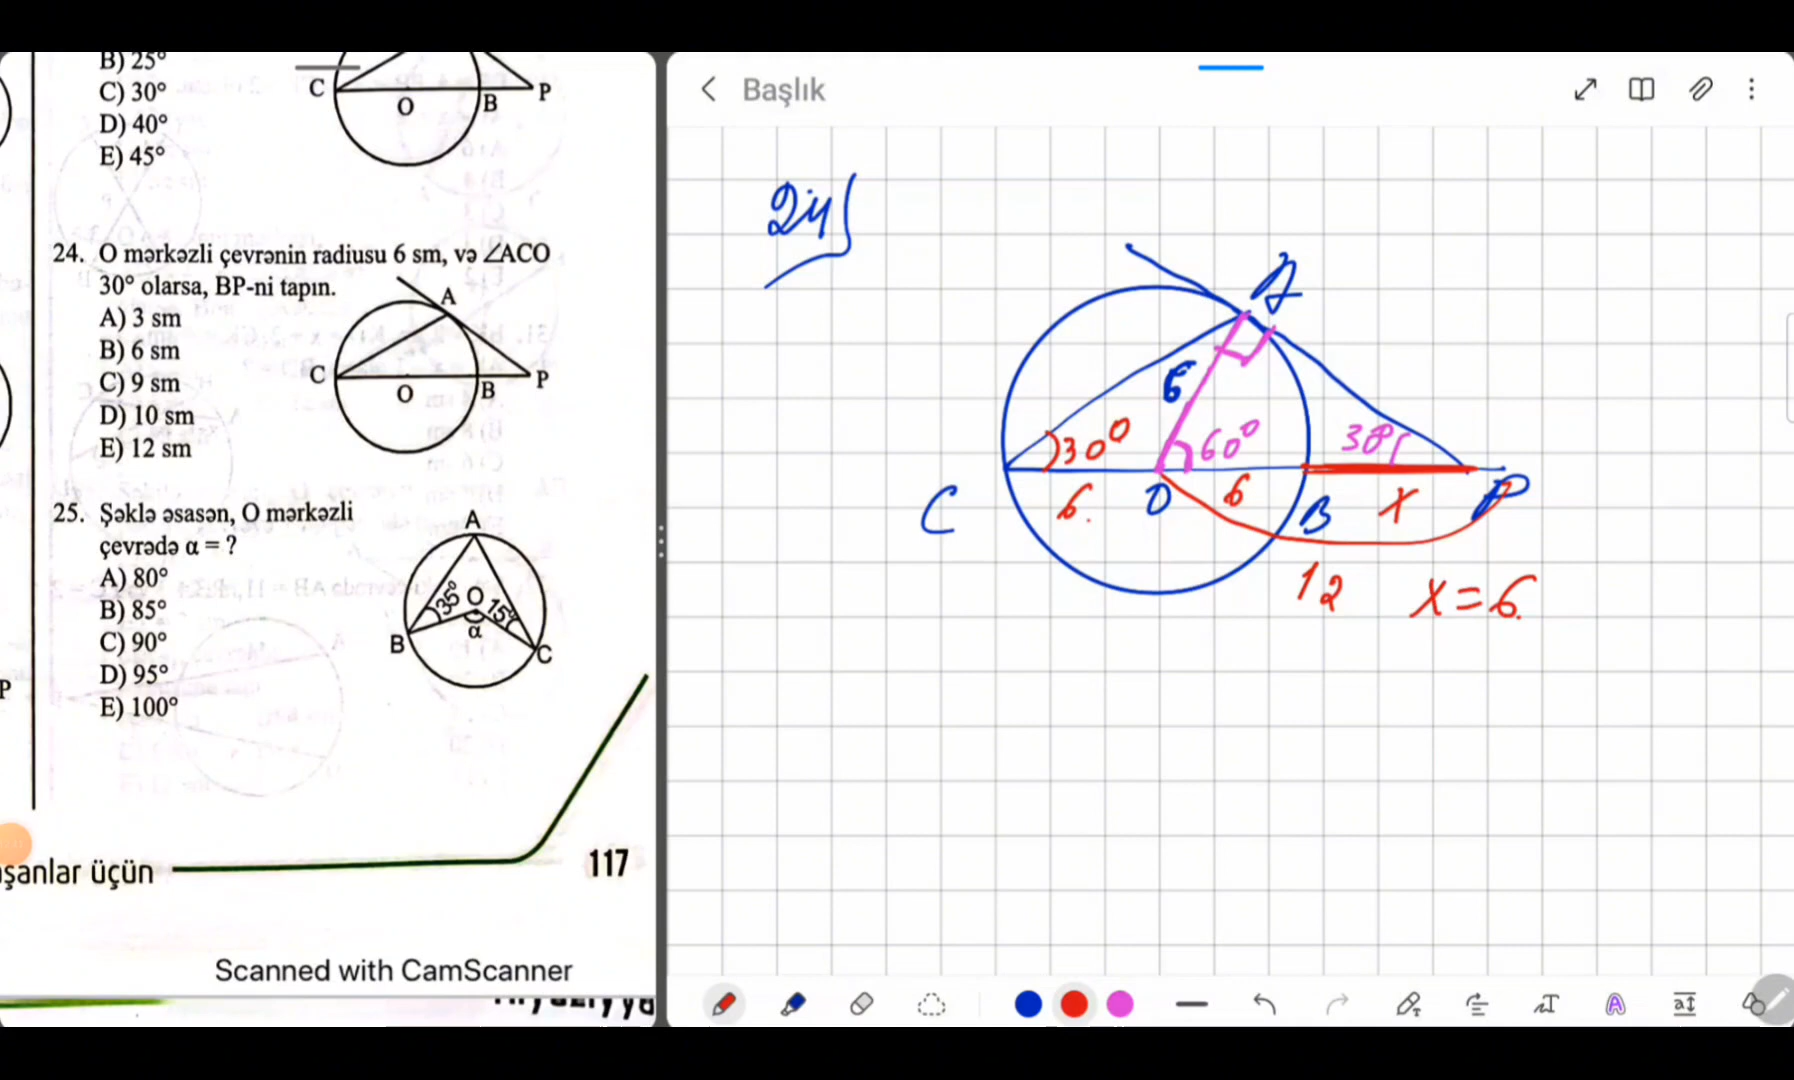 B) 25°
C) 30°
D) 40°
E) 45°
C
O
B
P
24. O mərkəzli çevrənin radiusu 6 sm, və ∠ACO
30° olarsa, BP-ni tapın.
A) 3 sm
B) 6 sm
C) 9 sm
D) 10 sm
E) 12 sm
A
C
O
B
P
25. Şəklə əsasən, O mərkəzli
çevrədə α = ?
A) 80°
B) 85°
C) 90°
D) 95°
E) 100°
A
35°
O
15°
α
B
C
P
şanlar üçün
117
Scanned with CamScanner
Başlık
24
A
6
30°
60°
30°
C
6.
O
6
B
x
P
12
x=6.